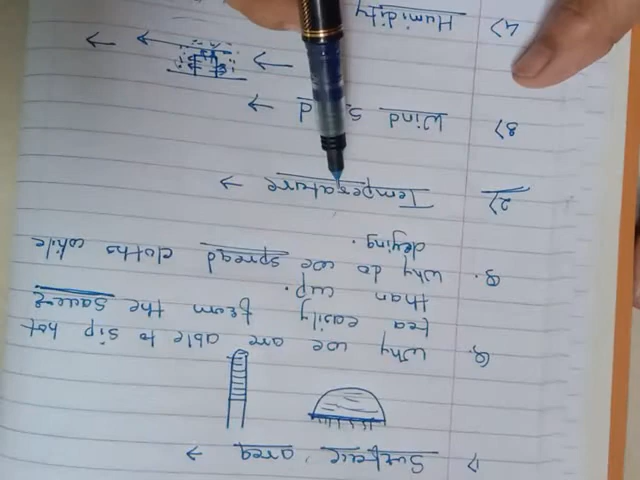 1) Surface area →
Q. Why we are able to sip hot
tea easily from the saucer
than cup.
Q. Why do we spread cloths while
drying.
2) Temperature →
3) Wind S d →
4) Humidity